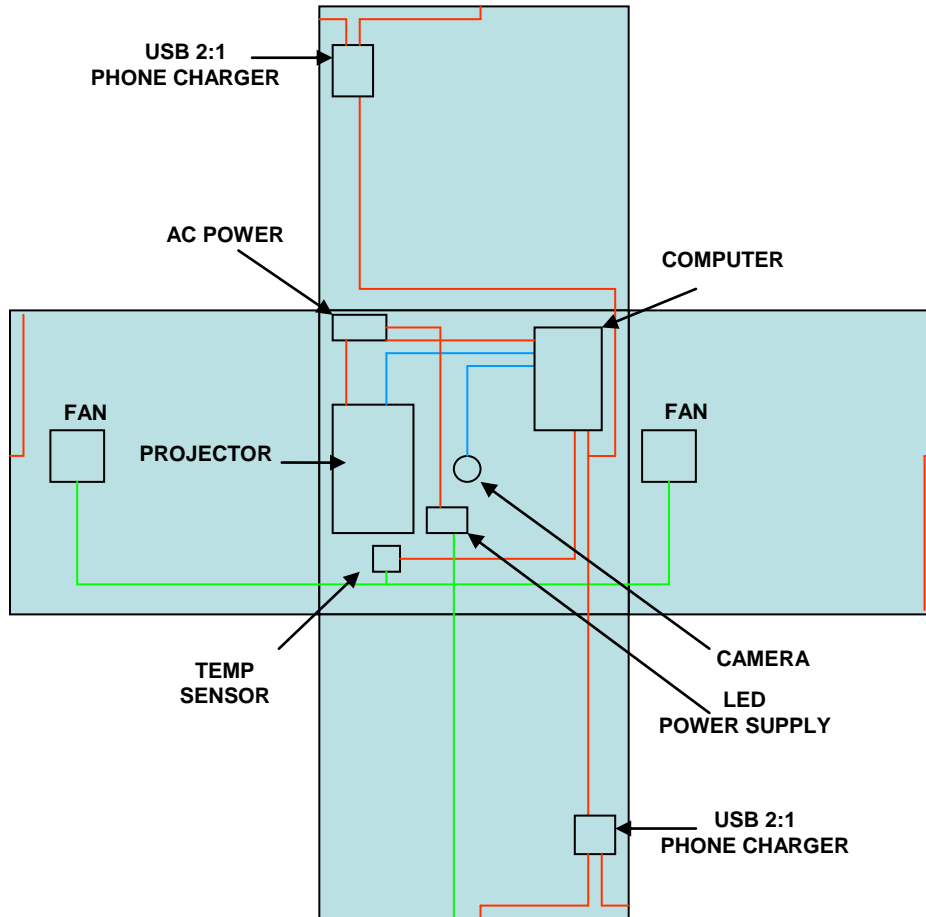 USB 2:1
PHONE CHARGER
AC POWER
COMPUTER
FAN
FAN
PROJECTOR
TEMP
SENSOR
CAMERA
LED
POWER SUPPLY
USB 2:1
PHONE CHARGER